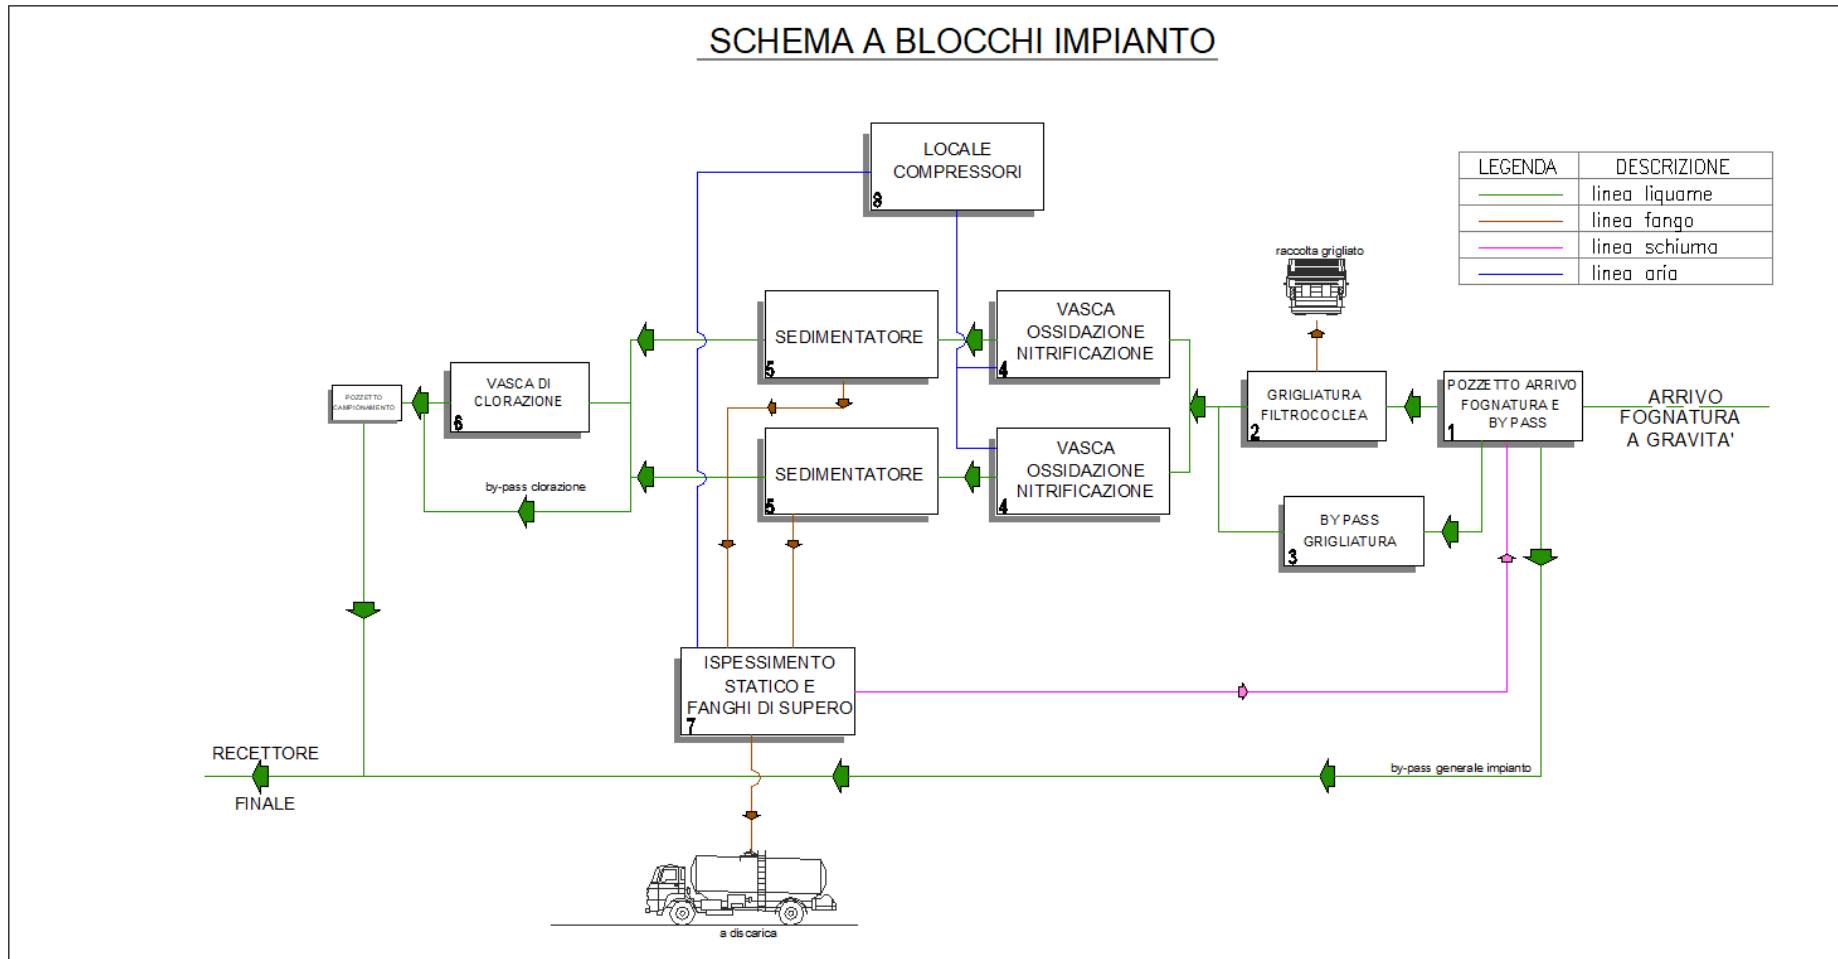 SCHEMA A BLOCCHI IMPIANTO
LOCALE
COMPRESSORI
8
LEGENDA DESCRIZIONE
linea liquame
linea fango
linea schiuma
linea aria
raccolta grigliato
SEDIMENTATORE
5
VASCA
OSSIDAZIONE
NITRIFICAZIONE
4
POZZETTO
CAMPIONAMENTO
VASCA DI
CLORAZIONE
6
GRIGLIATURA
FILTROCOCLEA
2
POZZETTO ARRIVO
FOGNATURA E
BY PASS
1
ARRIVO
FOGNATURA
A GRAVITA'
by-pass clorazione
SEDIMENTATORE
5
VASCA
OSSIDAZIONE
NITRIFICAZIONE
4
BY PASS
GRIGLIATURA
3
ISPESSIMENTO
STATICO E
FANGHI DI SUPERO
7
RECETTORE
FINALE
by-pass generale impianto
a discarica